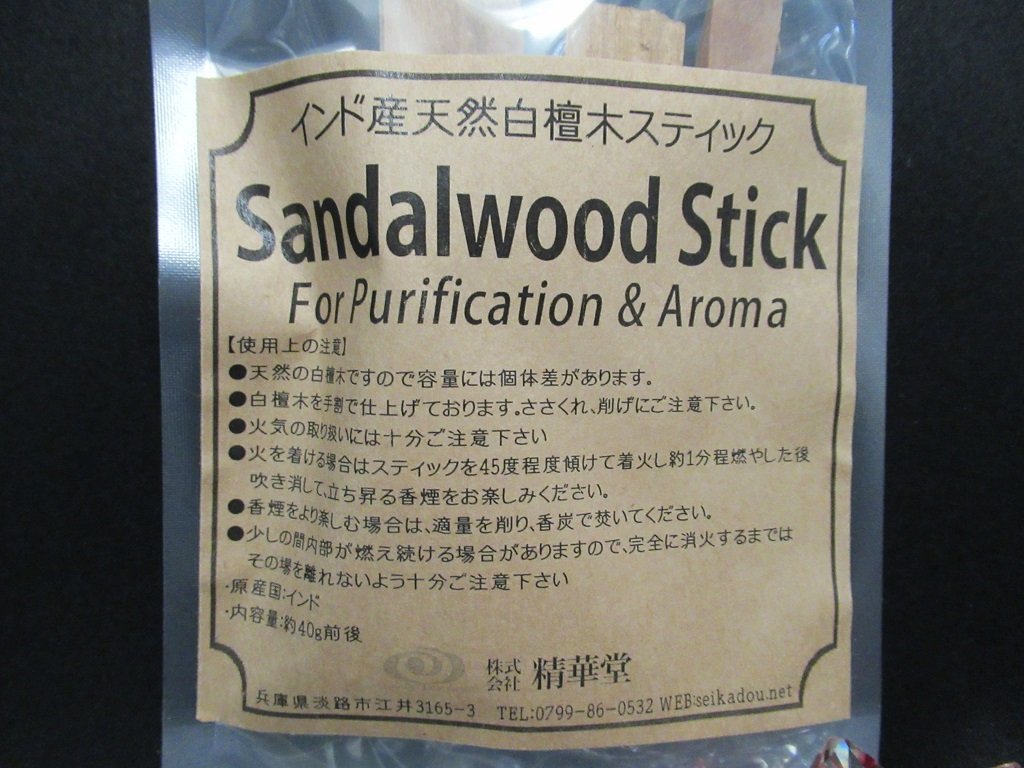 インド産天然白檀木スティック
Sandalwood Stick
For Purification & Aroma
【使用上の注意】
●天然の白檀木ですので容量には個体差があります。
●白檀木を手割で仕上げております。ささくれ、削げにご注意下さい。
●火気の取り扱いには十分ご注意下さい
●火を着ける場合はスティックを45度程度傾けて着火し約1分程燃やした後
吹き消して、立ち昇る香煙をお楽しみください。
●香煙をより楽しむ場合は、適量を削り、香炭で焚いてください。
●少しの間内部が燃え続ける場合がありますので、完全に消火するまでは
その場を離れないよう十分ご注意下さい
・原産国:インド
・内容量:約40g前後
株式会社 精華堂
兵庫県淡路市江井3165-3 TEL:0799-86-0532 WEB:seikadou.net